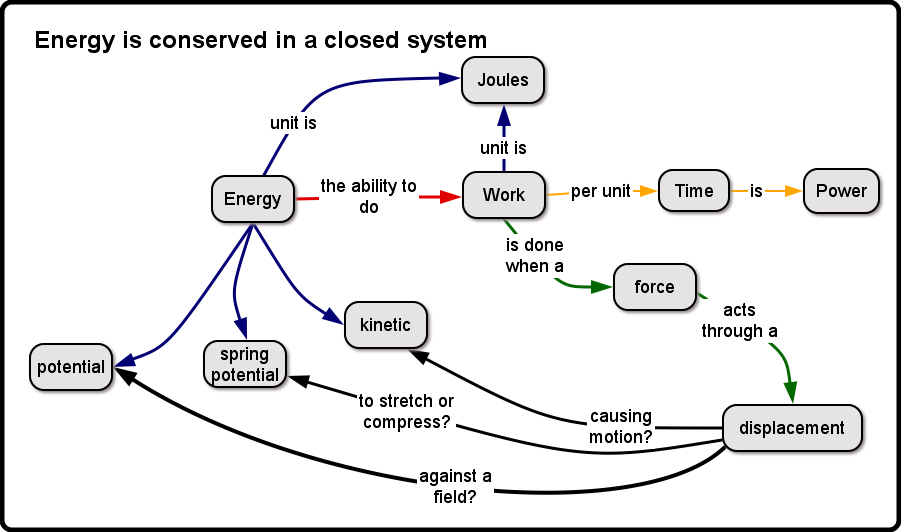 Energy is conserved in a closed system
Joules
unit is
unit is
Energy
the ability to
do
Work
per unit
Time
is
Power
is done
when a
force
acts
through a
kinetic
spring
potential
potential
to stretch or
compress?
causing
motion?
displacement
against a
field?